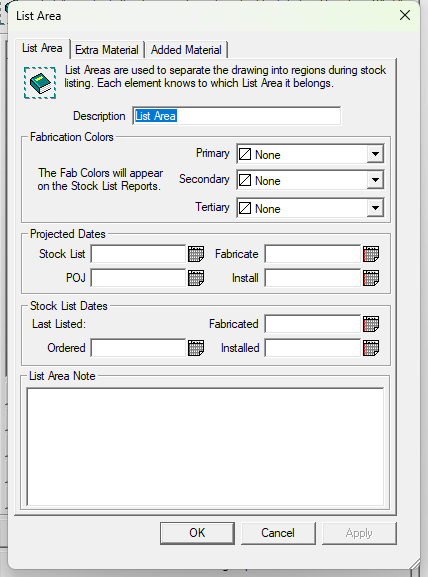 List Area
List Area
Extra Material
Added Material
List Areas are used to separate the drawing into regions during stock
listing. Each element knows to which List Area it belongs.
Description
List Area
Fabrication Colors
The Fab Colors will appear
on the Stock List Reports.
Primary
None
Secondary
None
Tertiary
None
Projected Dates
Stock List
Fabricate
POJ
Install
Stock List Dates
Last Listed:
Fabricated
Ordered
Installed
List Area Note
OK
Cancel
Apply